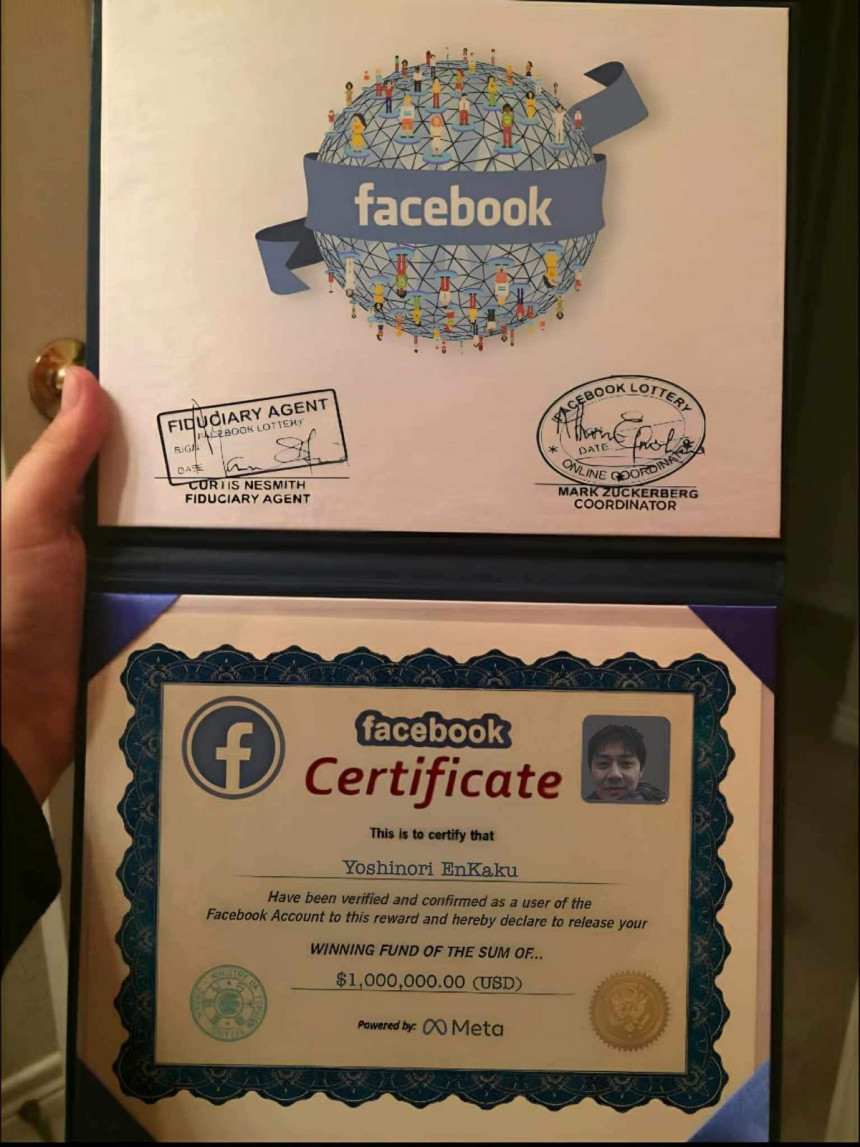 facebook
FIDUCIARY AGENT
FACEBOOK LOTTERY
SIGN
DATE
CURTIS NESMITH
FIDUCIARY AGENT
FACEBOOK LOTTERY
DATE
ONLINE COORDINATOR
MARK ZUCKERBERG
COORDINATOR
f
facebook
Certificate
This is to certify that
Yoshinori EnKaku
Have been verified and confirmed as a user of the
Facebook Account to this reward and hereby declare to release your
WINNING FUND OF THE SUM OF...
$1,000,000.00 (USD)
MINISTRY OF
Powered by: Meta